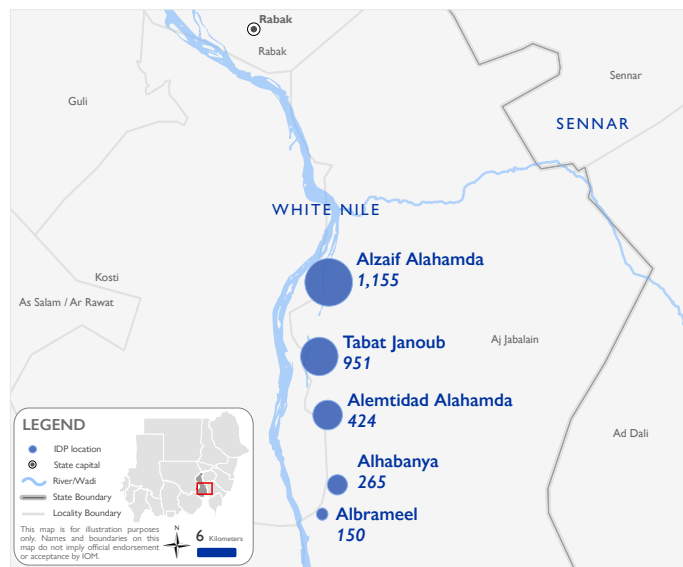 Rabak
Rabak
Sennar
Guli
SENNAR
WHITE NILE
Alzaif Alahamda
1,155
Kosti
As Salam / Ar Rawat
Tabat Janoub
951
Aj Jabalain
Alemtidad Alahamda
424
Ad Dali
Alhabanya
265
Albrameel
150
LEGEND
IDP location
State capital
River/Wadi
State Boundary
Locality Boundary
This map is for illustration purposes
only. Names and boundaries on this
map do not imply official endorsement
or acceptance by IOM.
N
6 Kilometers